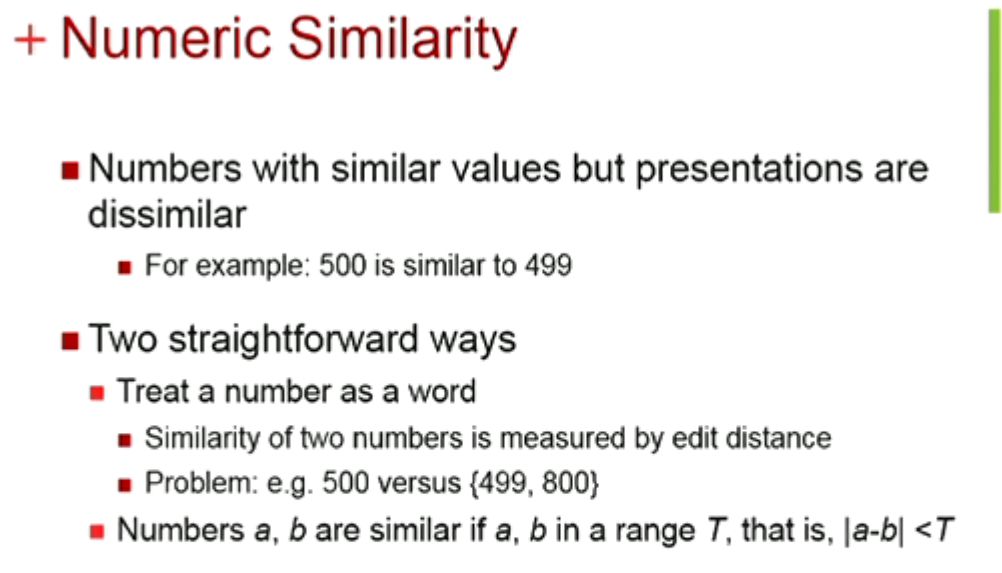 + Numeric Similarity
Numbers with similar values but presentations are
dissimilar
For example: 500 is similar to 499
Two straightforward ways
Treat a number as a word
Similarity of two numbers is measured by edit distance
Problem: e.g. 500 versus {499, 800}
Numbers a, b are similar if a, b in a range T, that is, |a-b| <T